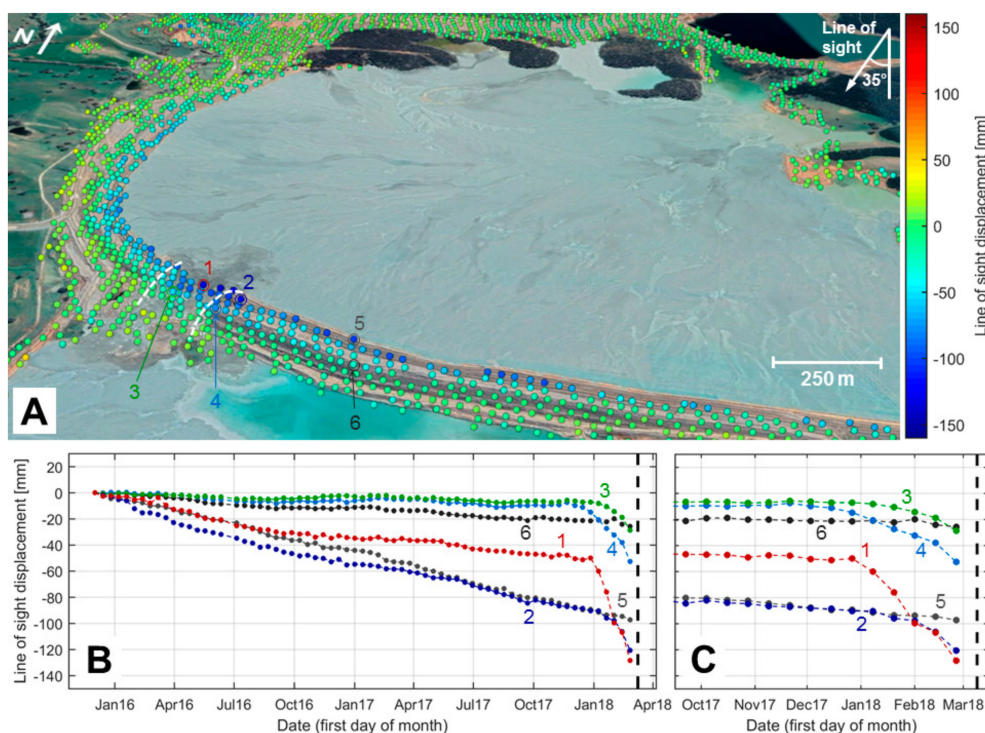 N
Line of
sight
35°
1
2
3
4
5
6
250 m
A
150
100
50
0
-50
-100
-150
Line of sight displacement [mm]
Line of sight displacement [mm]
20
0
-20
-40
-60
-80
-100
-120
-140
3
4
6
1
5
2
B
Jan16 Apr16 Jul16 Oct16 Jan17 Apr17 Jul17 Oct17 Jan18 Apr18
Date (first day of month)
3
6
1
4
5
2
C
Oct17 Nov17 Dec17 Jan18 Feb18 Mar18
Date (first day of month)